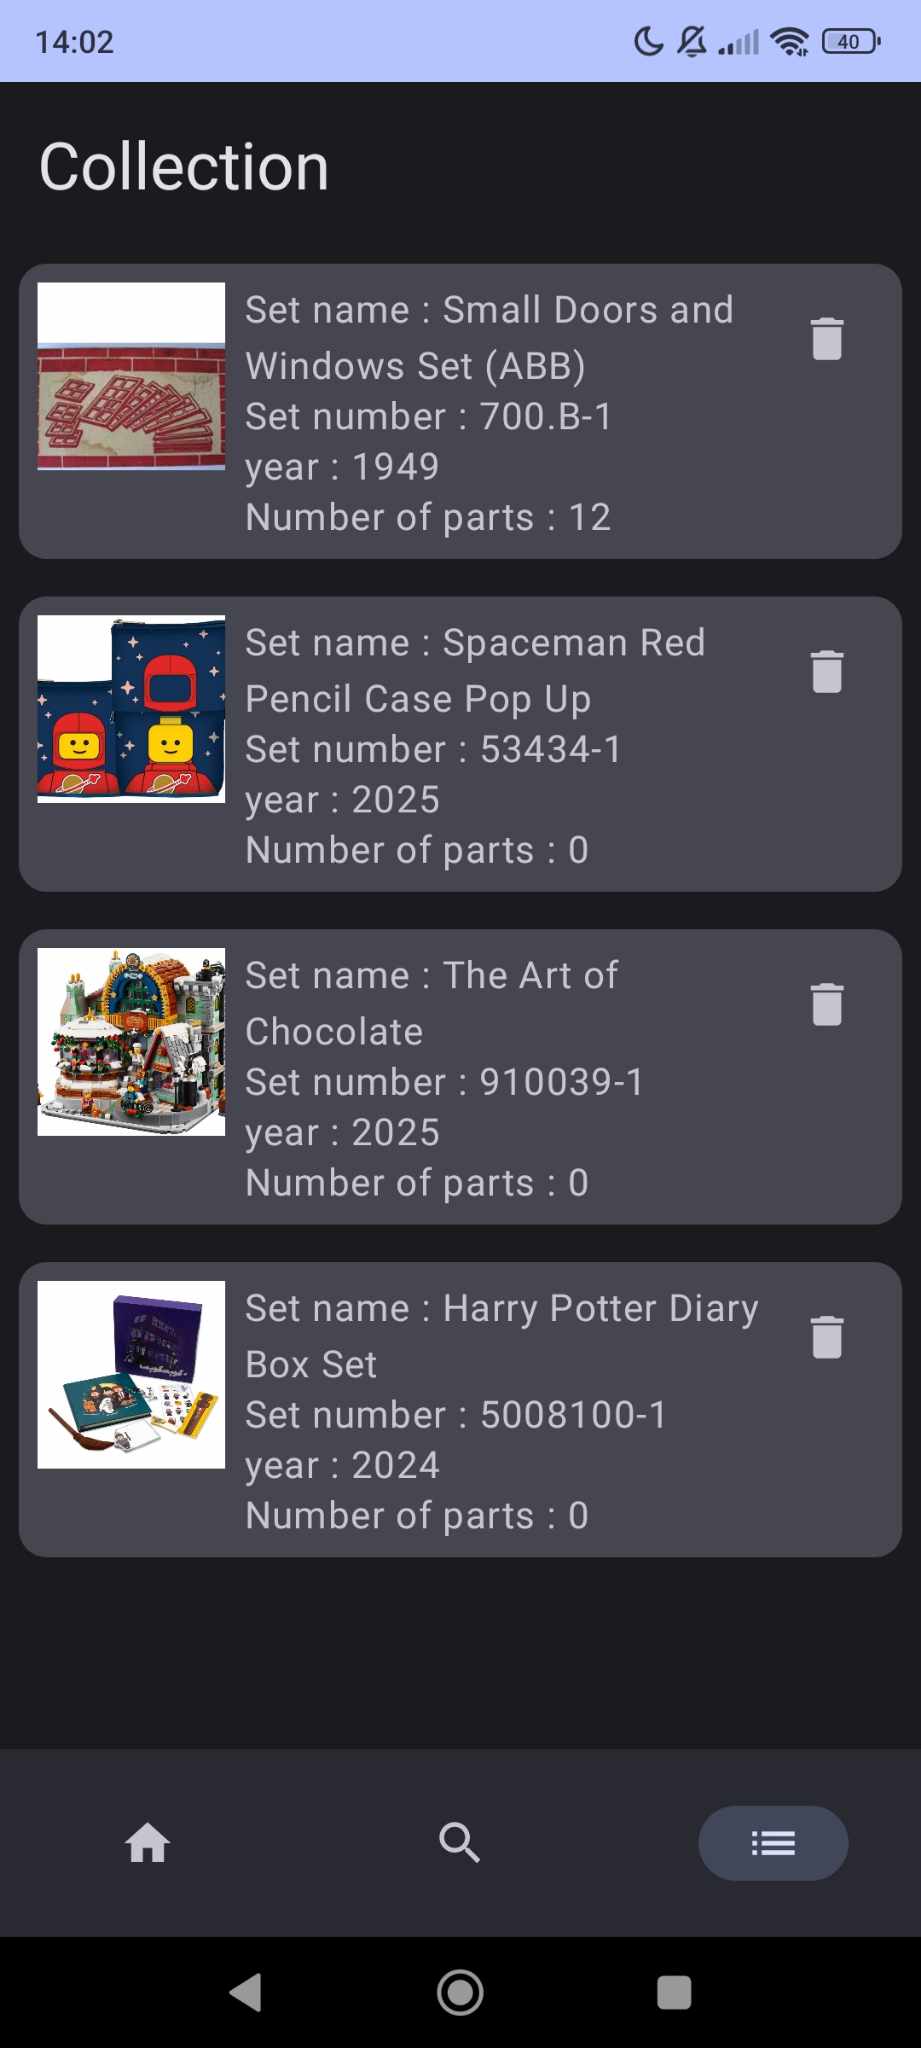 14:02
40
Collection
Set name : Small Doors and
Windows Set (ABB)
Set number : 700.B-1
year : 1949
Number of parts : 12
Set name : Spaceman Red
Pencil Case Pop Up
Set number : 53434-1
year : 2025
Number of parts : 0
Set name : The Art of
Chocolate
Set number : 910039-1
year : 2025
Number of parts : 0
Set name : Harry Potter Diary
Box Set
Set number : 5008100-1
year : 2024
Number of parts : 0